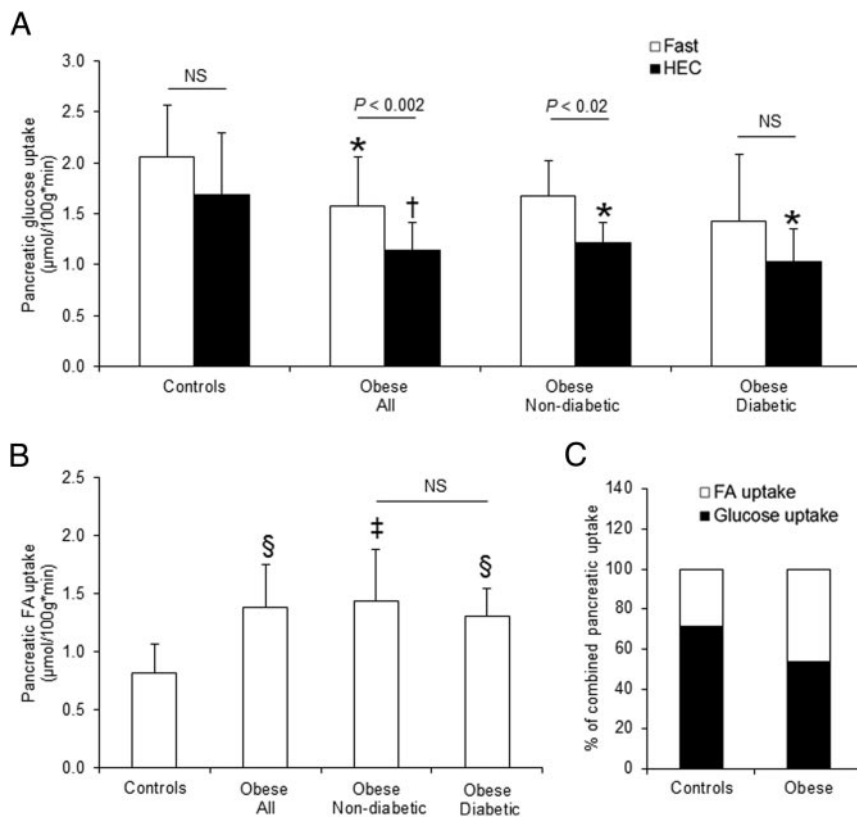 A
Fast
HEC
Pancreatic glucose uptake
(µmol/100g*min)
3.0
2.5
2.0
1.5
1.0
0.5
0.0
NS
P < 0.002
P < 0.02
NS
*
†
*
*
Controls
Obese
All
Obese
Non-diabetic
Obese
Diabetic
B
Pancreatic FA uptake
(µmol/100g*min)
2.5
2.0
1.5
1.0
0.5
0.0
NS
§
‡
§
Controls
Obese
All
Obese
Non-diabetic
Obese
Diabetic
C
FA uptake
Glucose uptake
% of combined pancreatic uptake
140
120
100
80
60
40
20
0
Controls
Obese